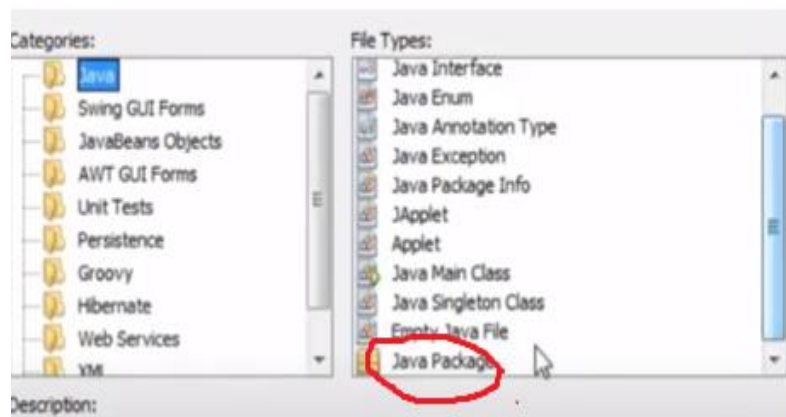 Categories:
Java
Swing GUI Forms
JavaBeans Objects
AWT GUI Forms
Unit Tests
Persistence
Groovy
Hibernate
Web Services
XML
File Types:
Java Interface
Java Enum
Java Annotation Type
Java Exception
Java Package Info
JApplet
Applet
Java Main Class
Java Singleton Class
Empty Java File
Java Package
Description: